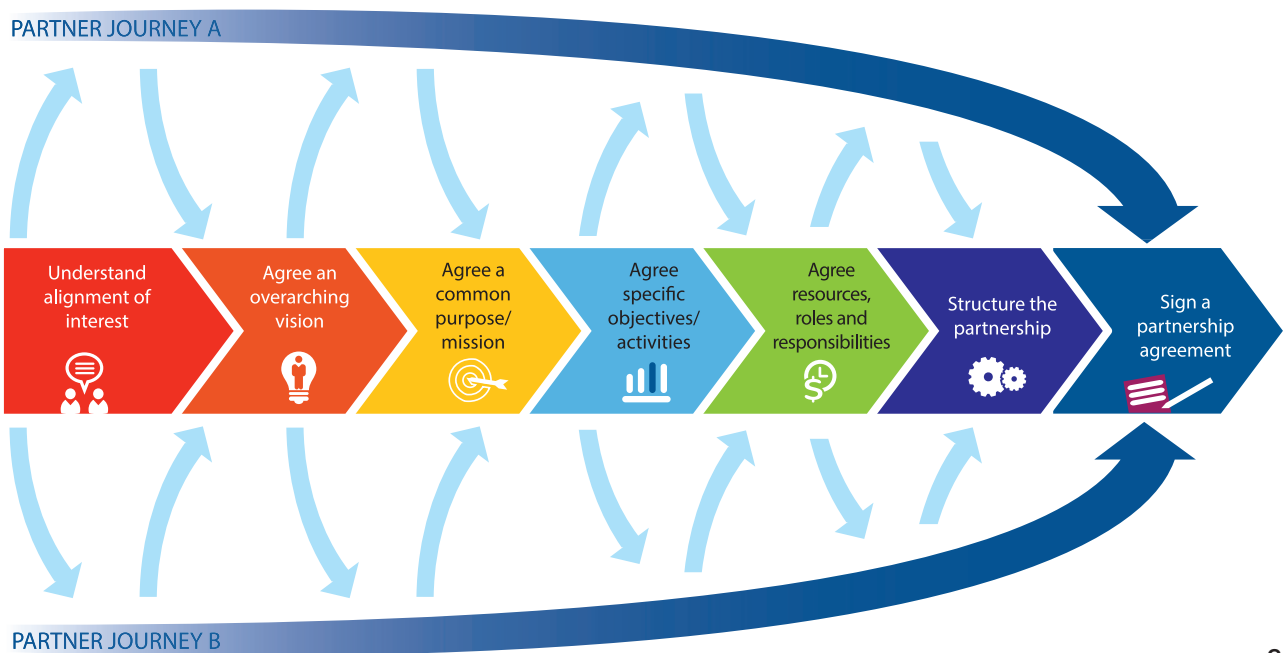 PARTNER JOURNEY A
Understand
alignment of
interest
Agree an
overarching
vision
Agree a
common
purpose/
mission
Agree
specific
objectives/
activities
Agree
resources,
roles and
responsibilities
Structure the
partnership
Sign a
partnership
agreement
PARTNER JOURNEY B